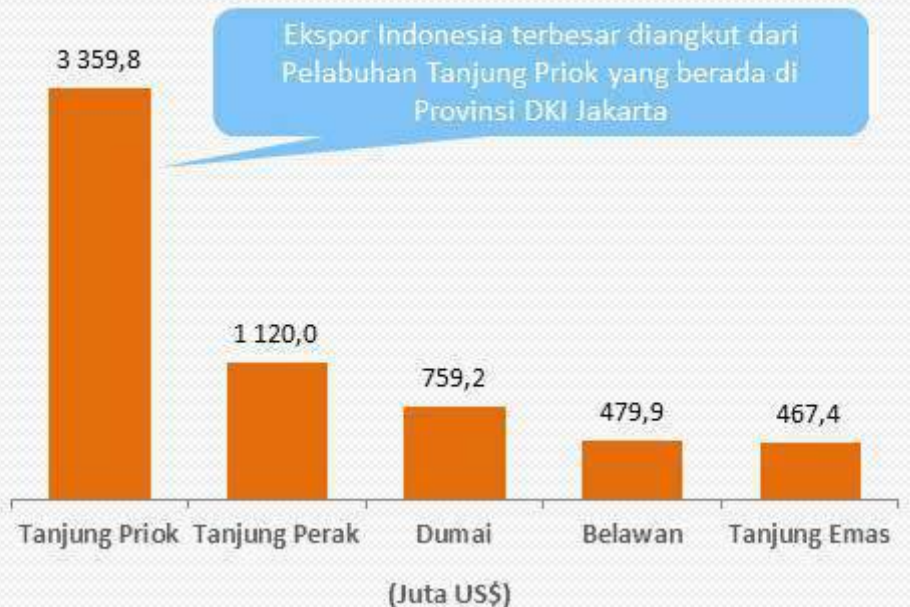 Ekspor Indonesia terbesar diangkut dari
Pelabuhan Tanjung Priok yang berada di
Provinsi DKI Jakarta
3 359,8
1 120,0
759,2
479,9
467,4
Tanjung Priok
Tanjung Perak
Dumai
Belawan
Tanjung Emas
(Juta US$)